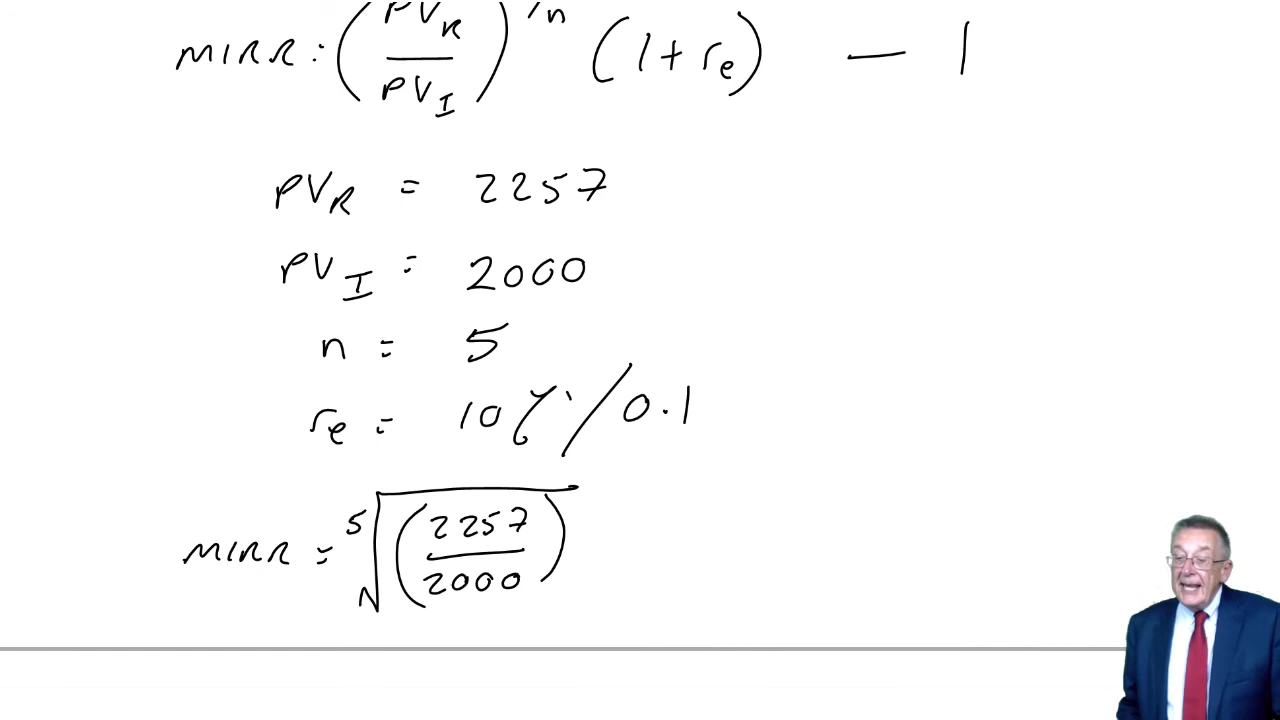 MIRR : (PV_R / PV_I)^1/n (1 + r_e) — 1
PV_R = 2257
PV_I = 2000
n = 5
r_e = 10% / 0.1
MIRR = ⁵√(2257 / 2000)